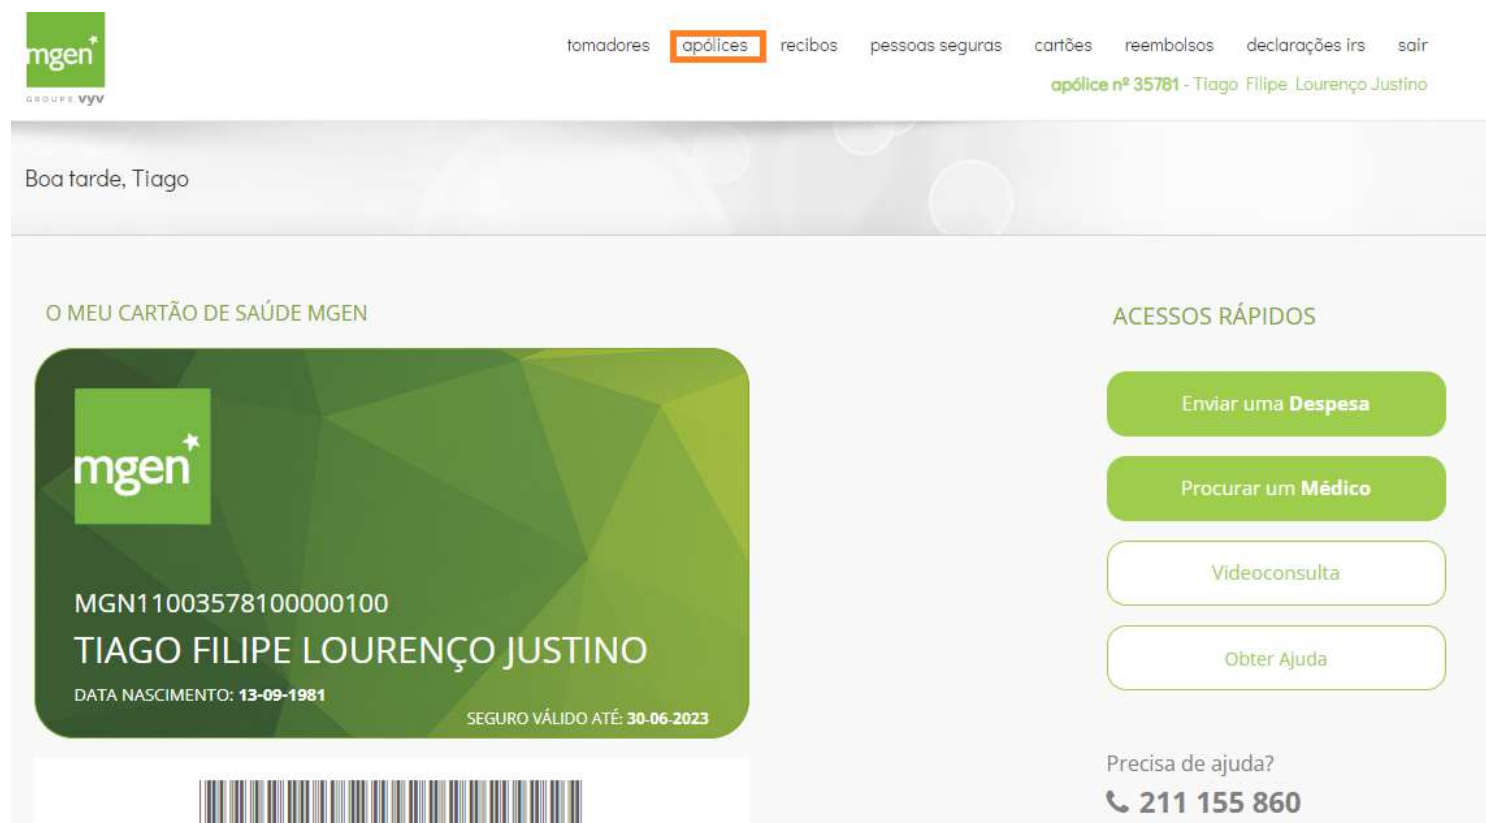 mgen
GROUPE vyv
tomadores apólices recibos pessoas seguras cartões reembolsos declarações irs sair
apólice nº 35781 - Tiago Filipe Lourenço Justino
Boa tarde, Tiago
O MEU CARTÃO DE SAÚDE MGEN
mgen
MGN11003578100000100
TIAGO FILIPE LOURENÇO JUSTINO
DATA NASCIMENTO: 13-09-1981
SEGURO VÁLIDO ATÉ: 30-06-2023
ACESSOS RÁPIDOS
Enviar uma Despesa
Procurar um Médico
Videoconsulta
Obter Ajuda
Precisa de ajuda?
211 155 860